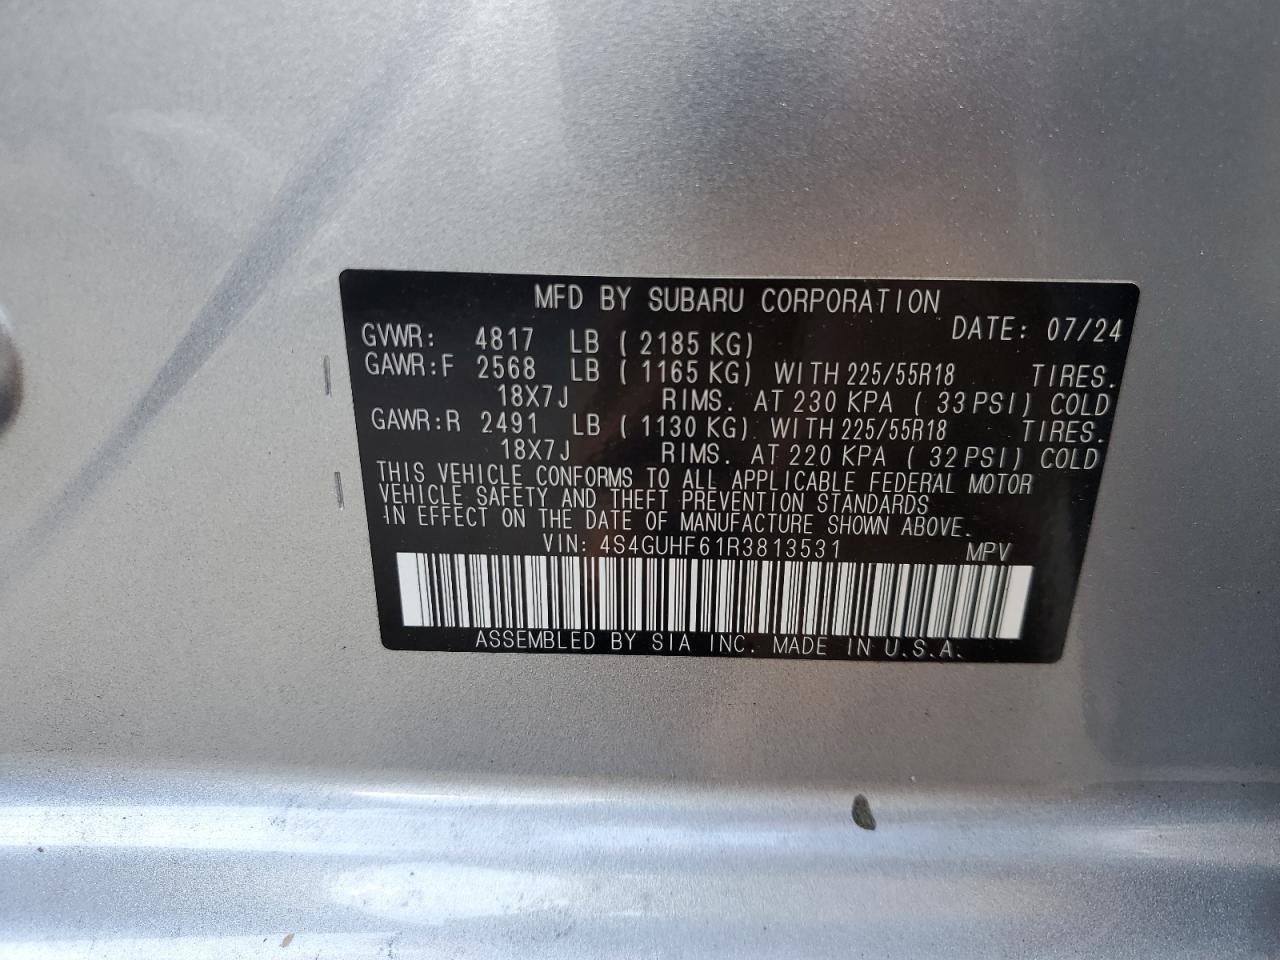 MFD BY SUBARU CORPORATION
DATE: 07/24
GVWR: 4817 LB ( 2185 KG)
GAWR:F 2568 LB ( 1165 KG) WITH 225/55R18 TIRES.
18X7J RIMS. AT 230 KPA ( 33 PSI) COLD
GAWR:R 2491 LB ( 1130 KG) WITH 225/55R18 TIRES.
18X7J RIMS. AT 220 KPA ( 32 PSI) COLD
THIS VEHICLE CONFORMS TO ALL APPLICABLE FEDERAL MOTOR
VEHICLE SAFETY AND THEFT PREVENTION STANDARDS
IN EFFECT ON THE DATE OF MANUFACTURE SHOWN ABOVE.
VIN: 4S4GUHF61R3813531 MPV
ASSEMBLED BY SIA INC. MADE IN U.S.A.